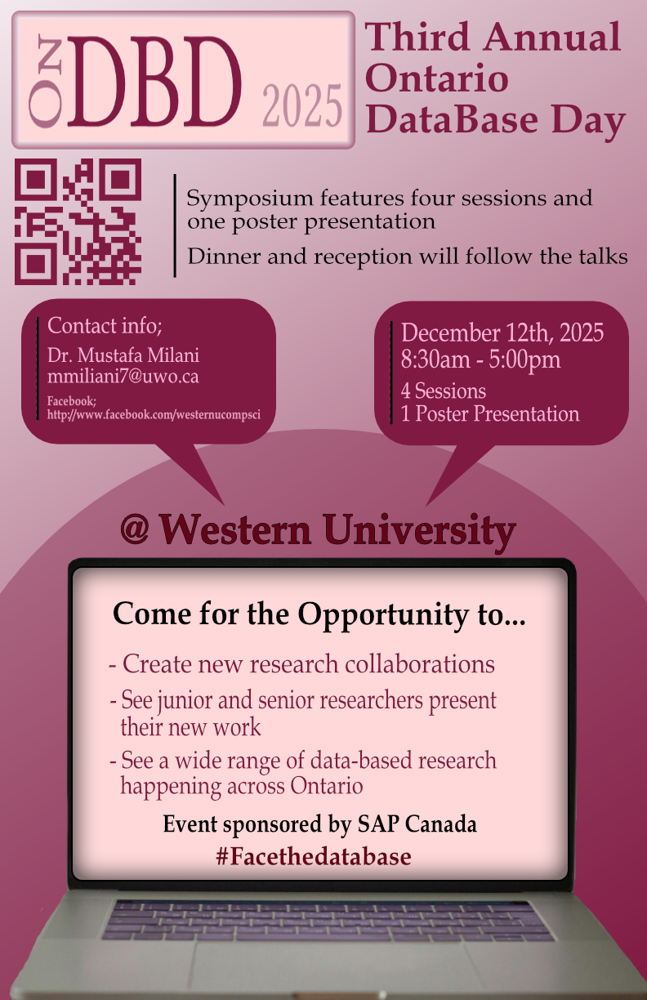 ON DBD 2025
Third Annual
Ontario
DataBase Day
Symposium features four sessions and
one poster presentation
Dinner and reception will follow the talks
Contact info;
Dr. Mustafa Milani
mmiliani7@uwo.ca
Facebook;
http://www.facebook.com/westernucompsci
December 12th, 2025
8:30am - 5:00pm
4 Sessions
1 Poster Presentation
@ Western University
Come for the Opportunity to...
- Create new research collaborations
- See junior and senior researchers present
their new work
- See a wide range of data-based research
happening across Ontario
Event sponsored by SAP Canada
#Facethedatabase